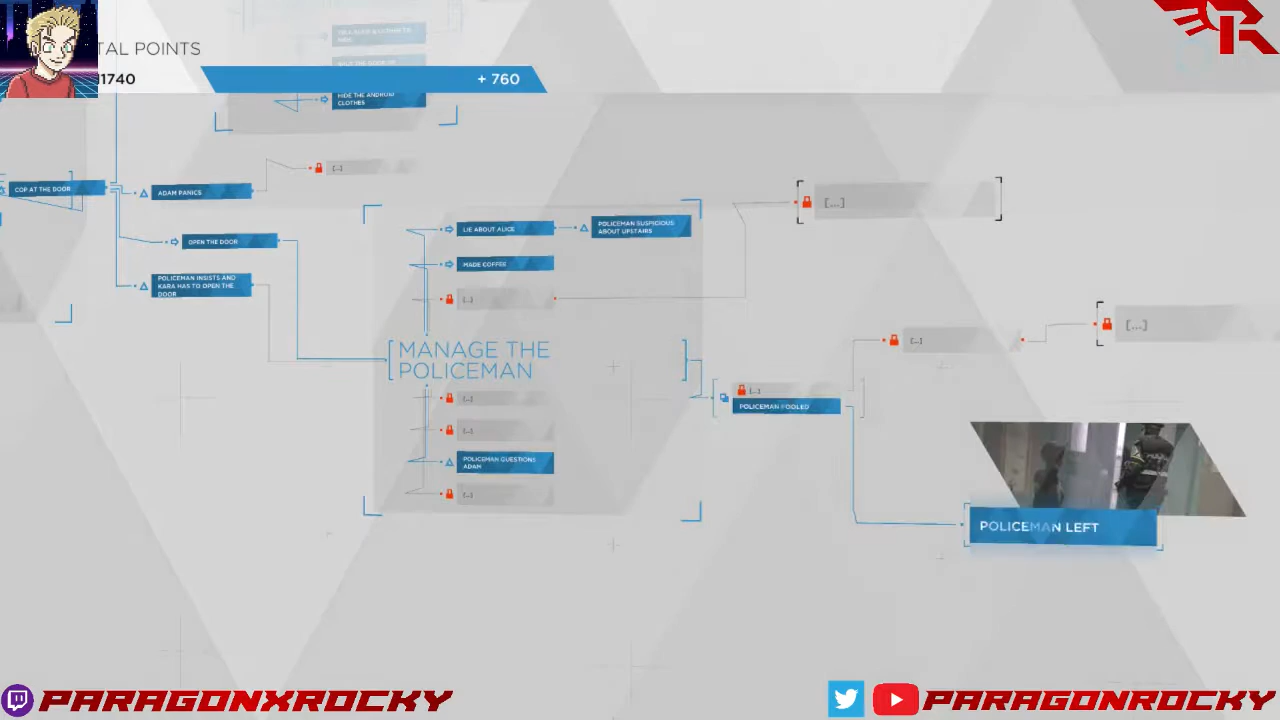 TAL POINTS
1740
+ 760
HIDE THE ANDROID
CLOTHES
[...]
COP AT THE DOOR
ADAM PANICS
OPEN THE DOOR
POLICEMAN INSISTS AND
KARA HAS TO OPEN THE
DOOR
LIE ABOUT ALICE
POLICEMAN SUSPICIOUS
ABOUT UPSTAIRS
MADE COFFEE
[...]
[...]
[...]
[...]
MANAGE THE
POLICEMAN
[...]
[...]
POLICEMAN QUESTIONS
ADAM
[...]
[...]
POLICEMAN FOOLED
POLICEMAN LEFT
PARAGONXROCKY
PARAGONROCKY